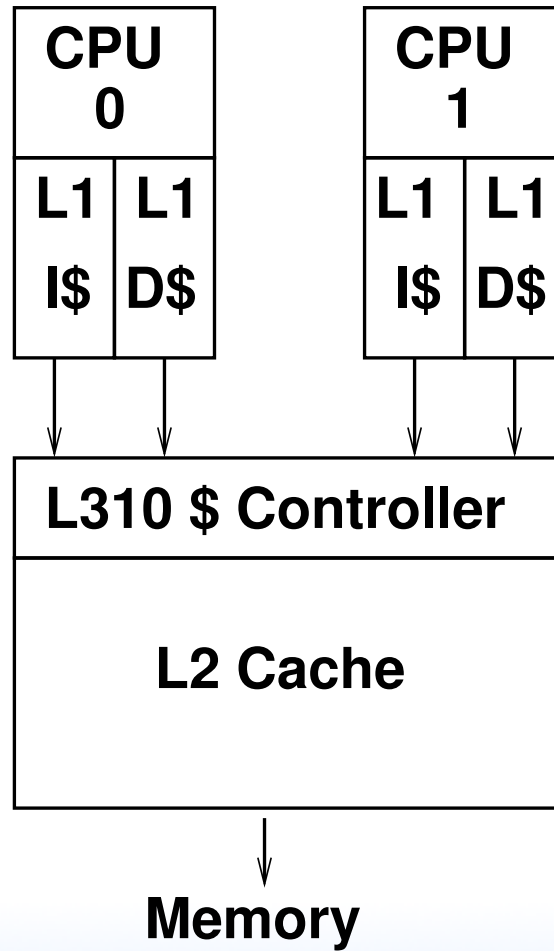 CPU
0
CPU
1
L1 L1
I$ D$
L1 L1
I$ D$
L310 $ Controller
L2 Cache
Memory